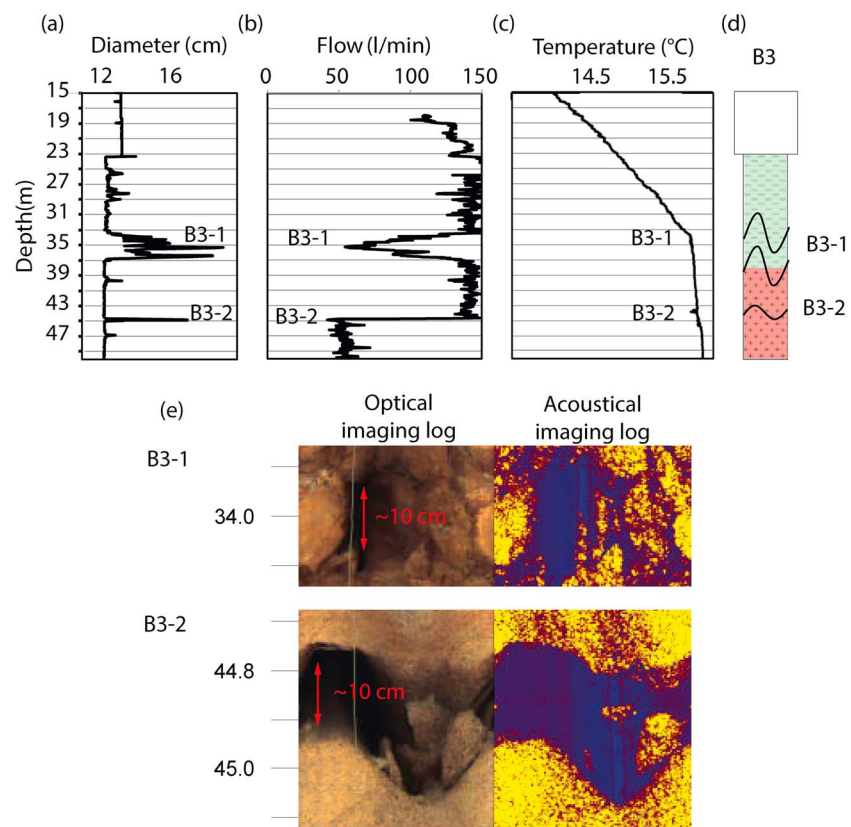 (a)
Diameter (cm)
12 16
(b)
Flow (l/min)
0 50 100 150
(c)
Temperature (°C)
14.5 15.5
(d)
B3
Depth(m)
15
19
23
27
31
35
39
43
47
B3-1
B3-2
B3-1
B3-2
B3-1
B3-2
B3-1
B3-2
(e)
Optical
imaging log
Acoustical
imaging log
B3-1
34.0
~10 cm
B3-2
44.8
~10 cm
45.0